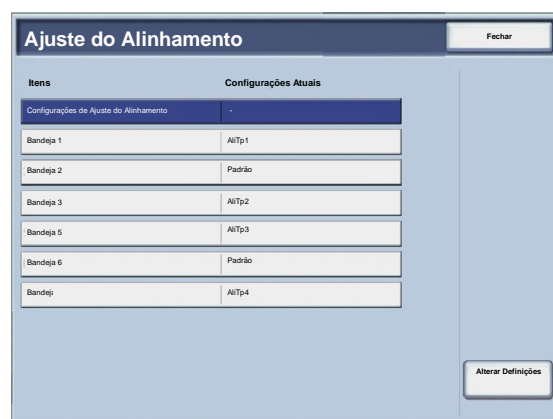 Ajuste do Alinhamento
Fechar
Itens Configurações Atuais
Configurações de Ajuste do Alinhamento -
Bandeja 1 AliTp1
Bandeja 2 Padrão
Bandeja 3 AliTp2
Bandeja 5 AliTp3
Bandeja 6 Padrão
Bandeja AliTp4
Alterar Definições